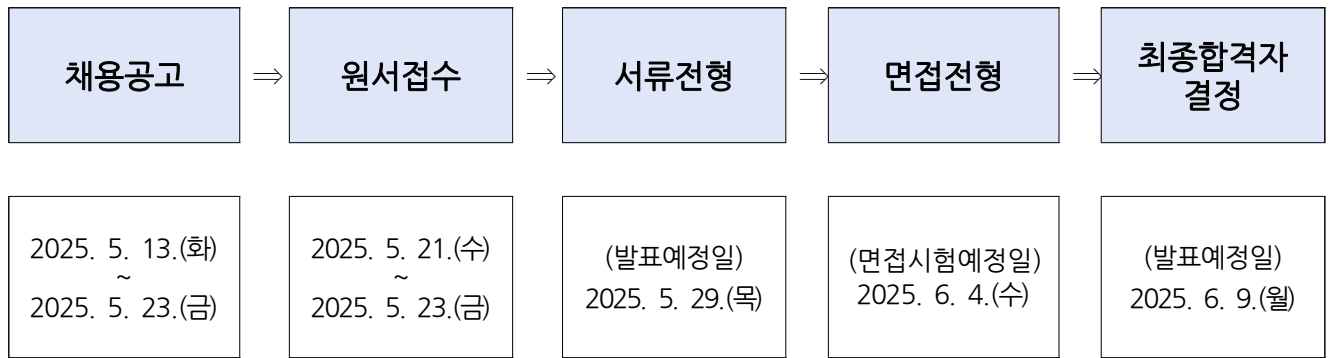 채용공고 ⇒ 원서접수 ⇒ 서류전형 ⇒ 면접전형 ⇒ 최종합격자
결정
2025. 5. 13.(화)
~
2025. 5. 23.(금)
2025. 5. 21.(수)
~
2025. 5. 23.(금)
(발표예정일)
2025. 5. 29.(목)
(면접시험예정일)
2025. 6. 4.(수)
(발표예정일)
2025. 6. 9.(월)